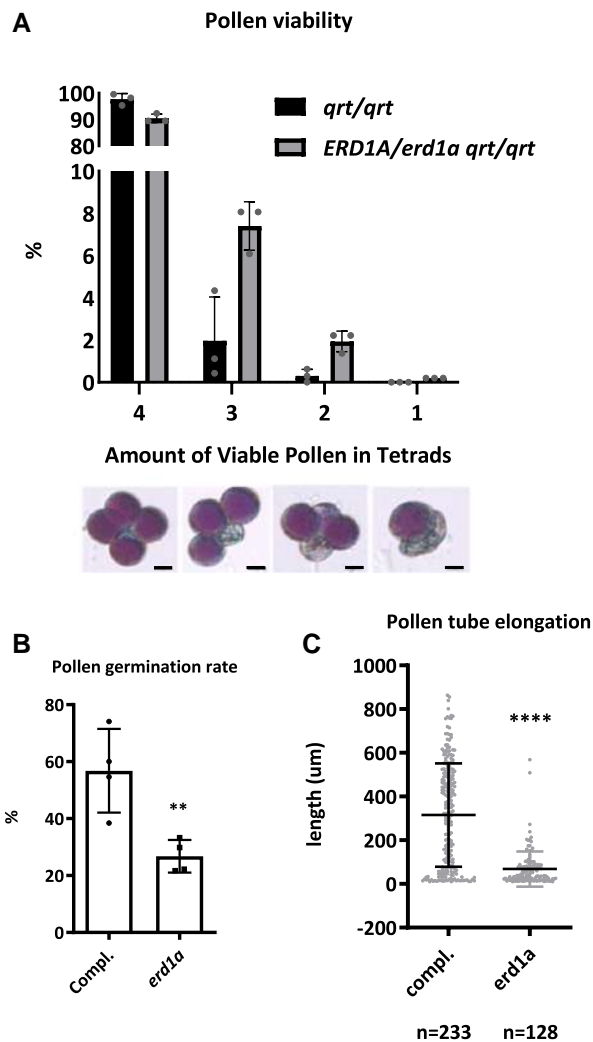 A
Pollen viability
100
90
80
10
8
6
4
2
0
%
qrt/qrt
ERD1A/erd1a qrt/qrt
4 3 2 1
Amount of Viable Pollen in Tetrads
B
Pollen germination rate
80
60
40
20
0
%
**
Compl. erd1a
C
Pollen tube elongation
1000
800
600
400
200
0
-200
length (um)
****
compl. erd1a
n=233 n=128